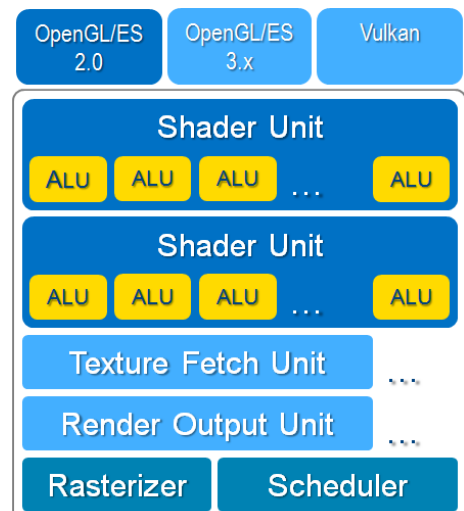 OpenGL/ES OpenGL/ES Vulkan
2.0 3.x
Shader Unit
ALU ALU ALU ... ALU
Shader Unit
ALU ALU ALU ... ALU
Texture Fetch Unit ...
Render Output Unit ...
Rasterizer Scheduler